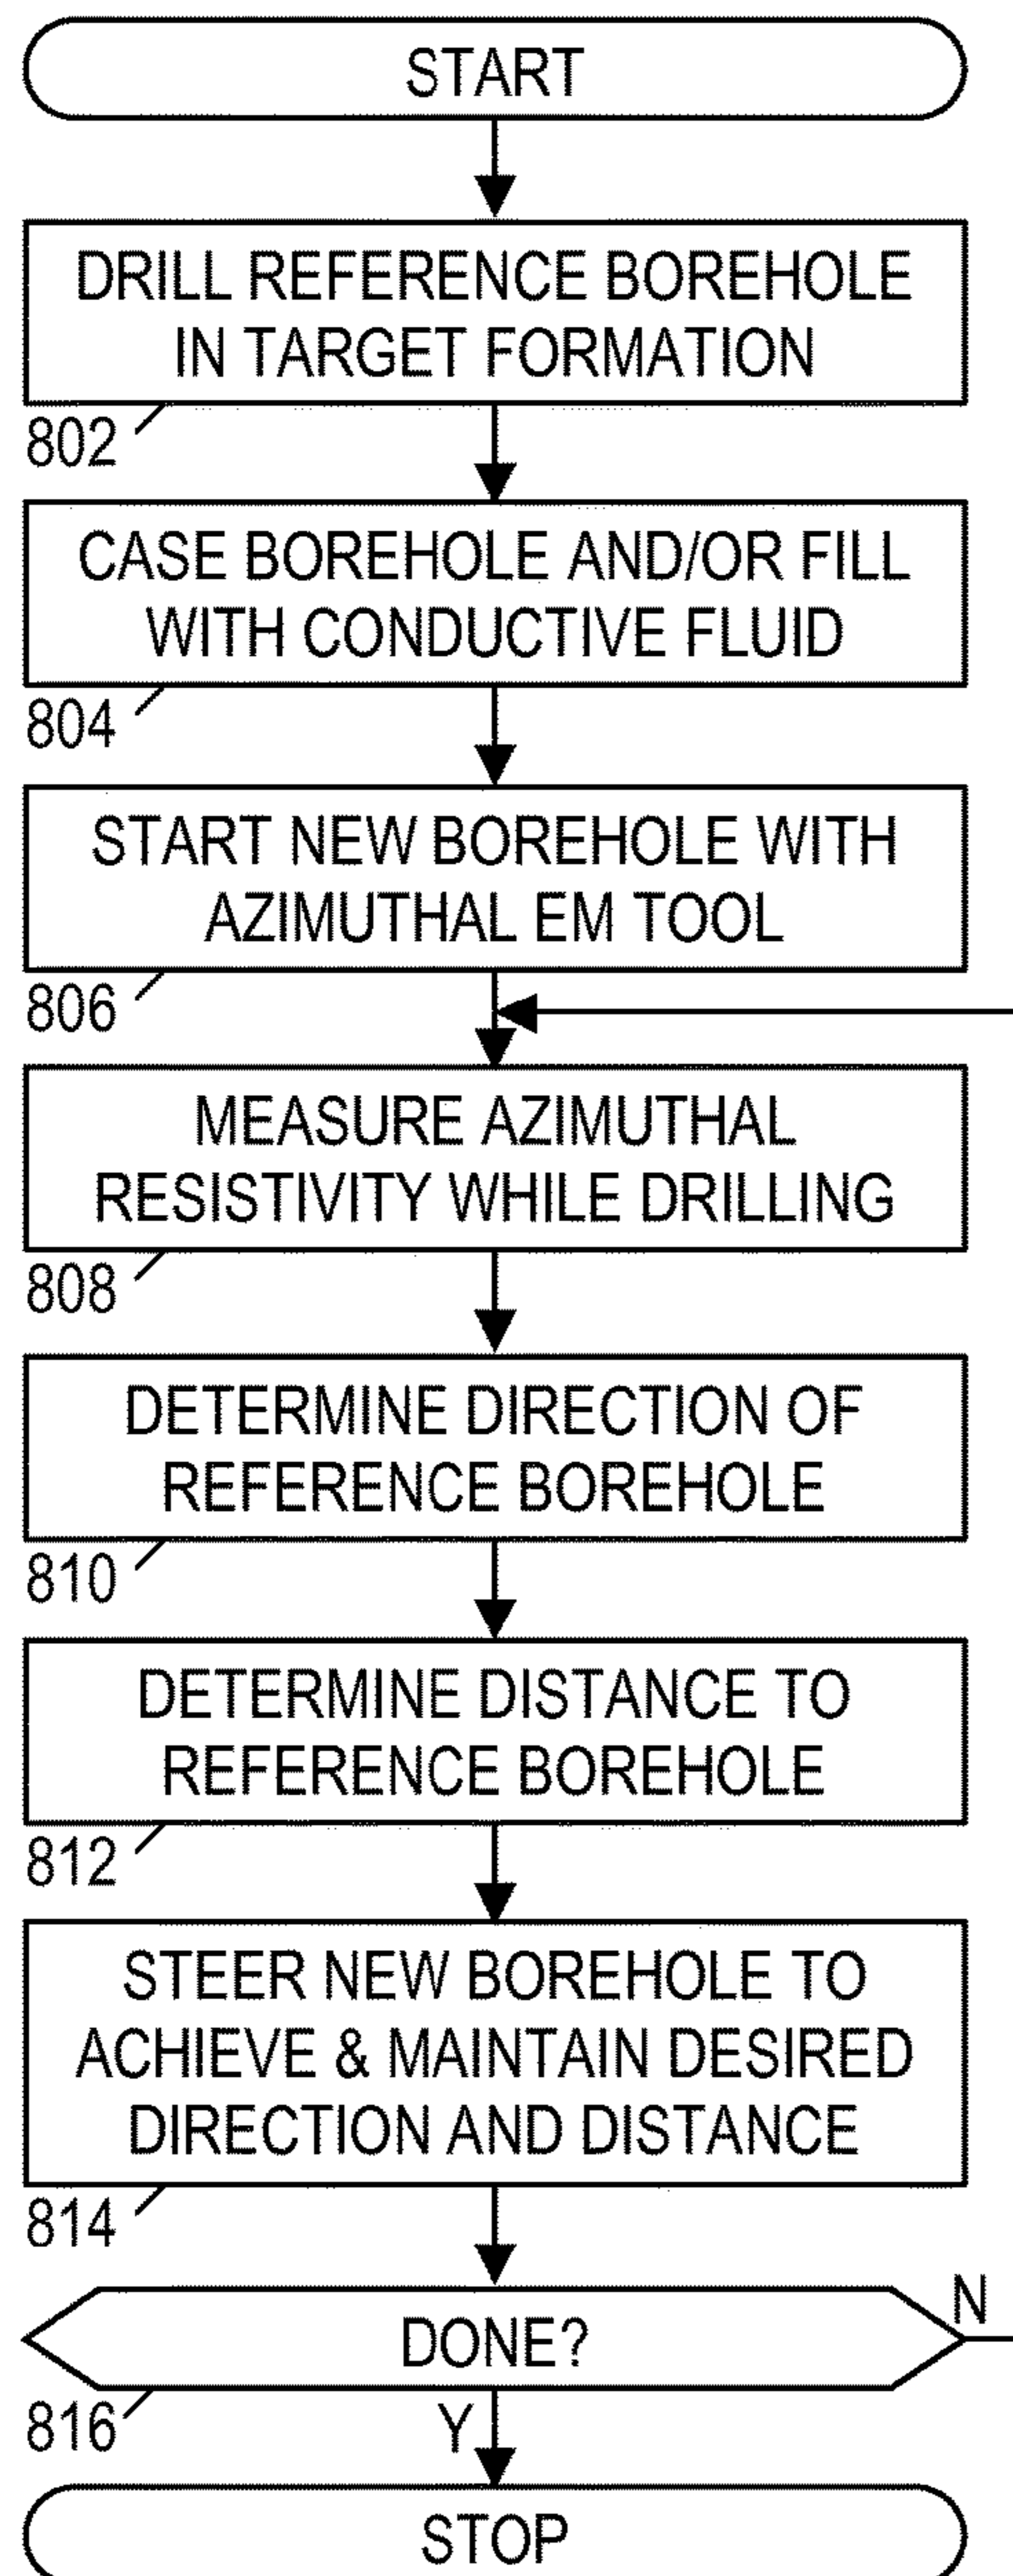 START
DRILL REFERENCE BOREHOLE
IN TARGET FORMATION
802
CASE BOREHOLE AND/OR FILL
WITH CONDUCTIVE FLUID
804
START NEW BOREHOLE WITH
AZIMUTHAL EM TOOL
806
MEASURE AZIMUTHAL
RESISTIVITY WHILE DRILLING
808
DETERMINE DIRECTION OF
REFERENCE BOREHOLE
810
DETERMINE DISTANCE TO
REFERENCE BOREHOLE
812
STEER NEW BOREHOLE TO
ACHIEVE & MAINTAIN DESIRED
DIRECTION AND DISTANCE
814
N
DONE?
816
Y
STOP